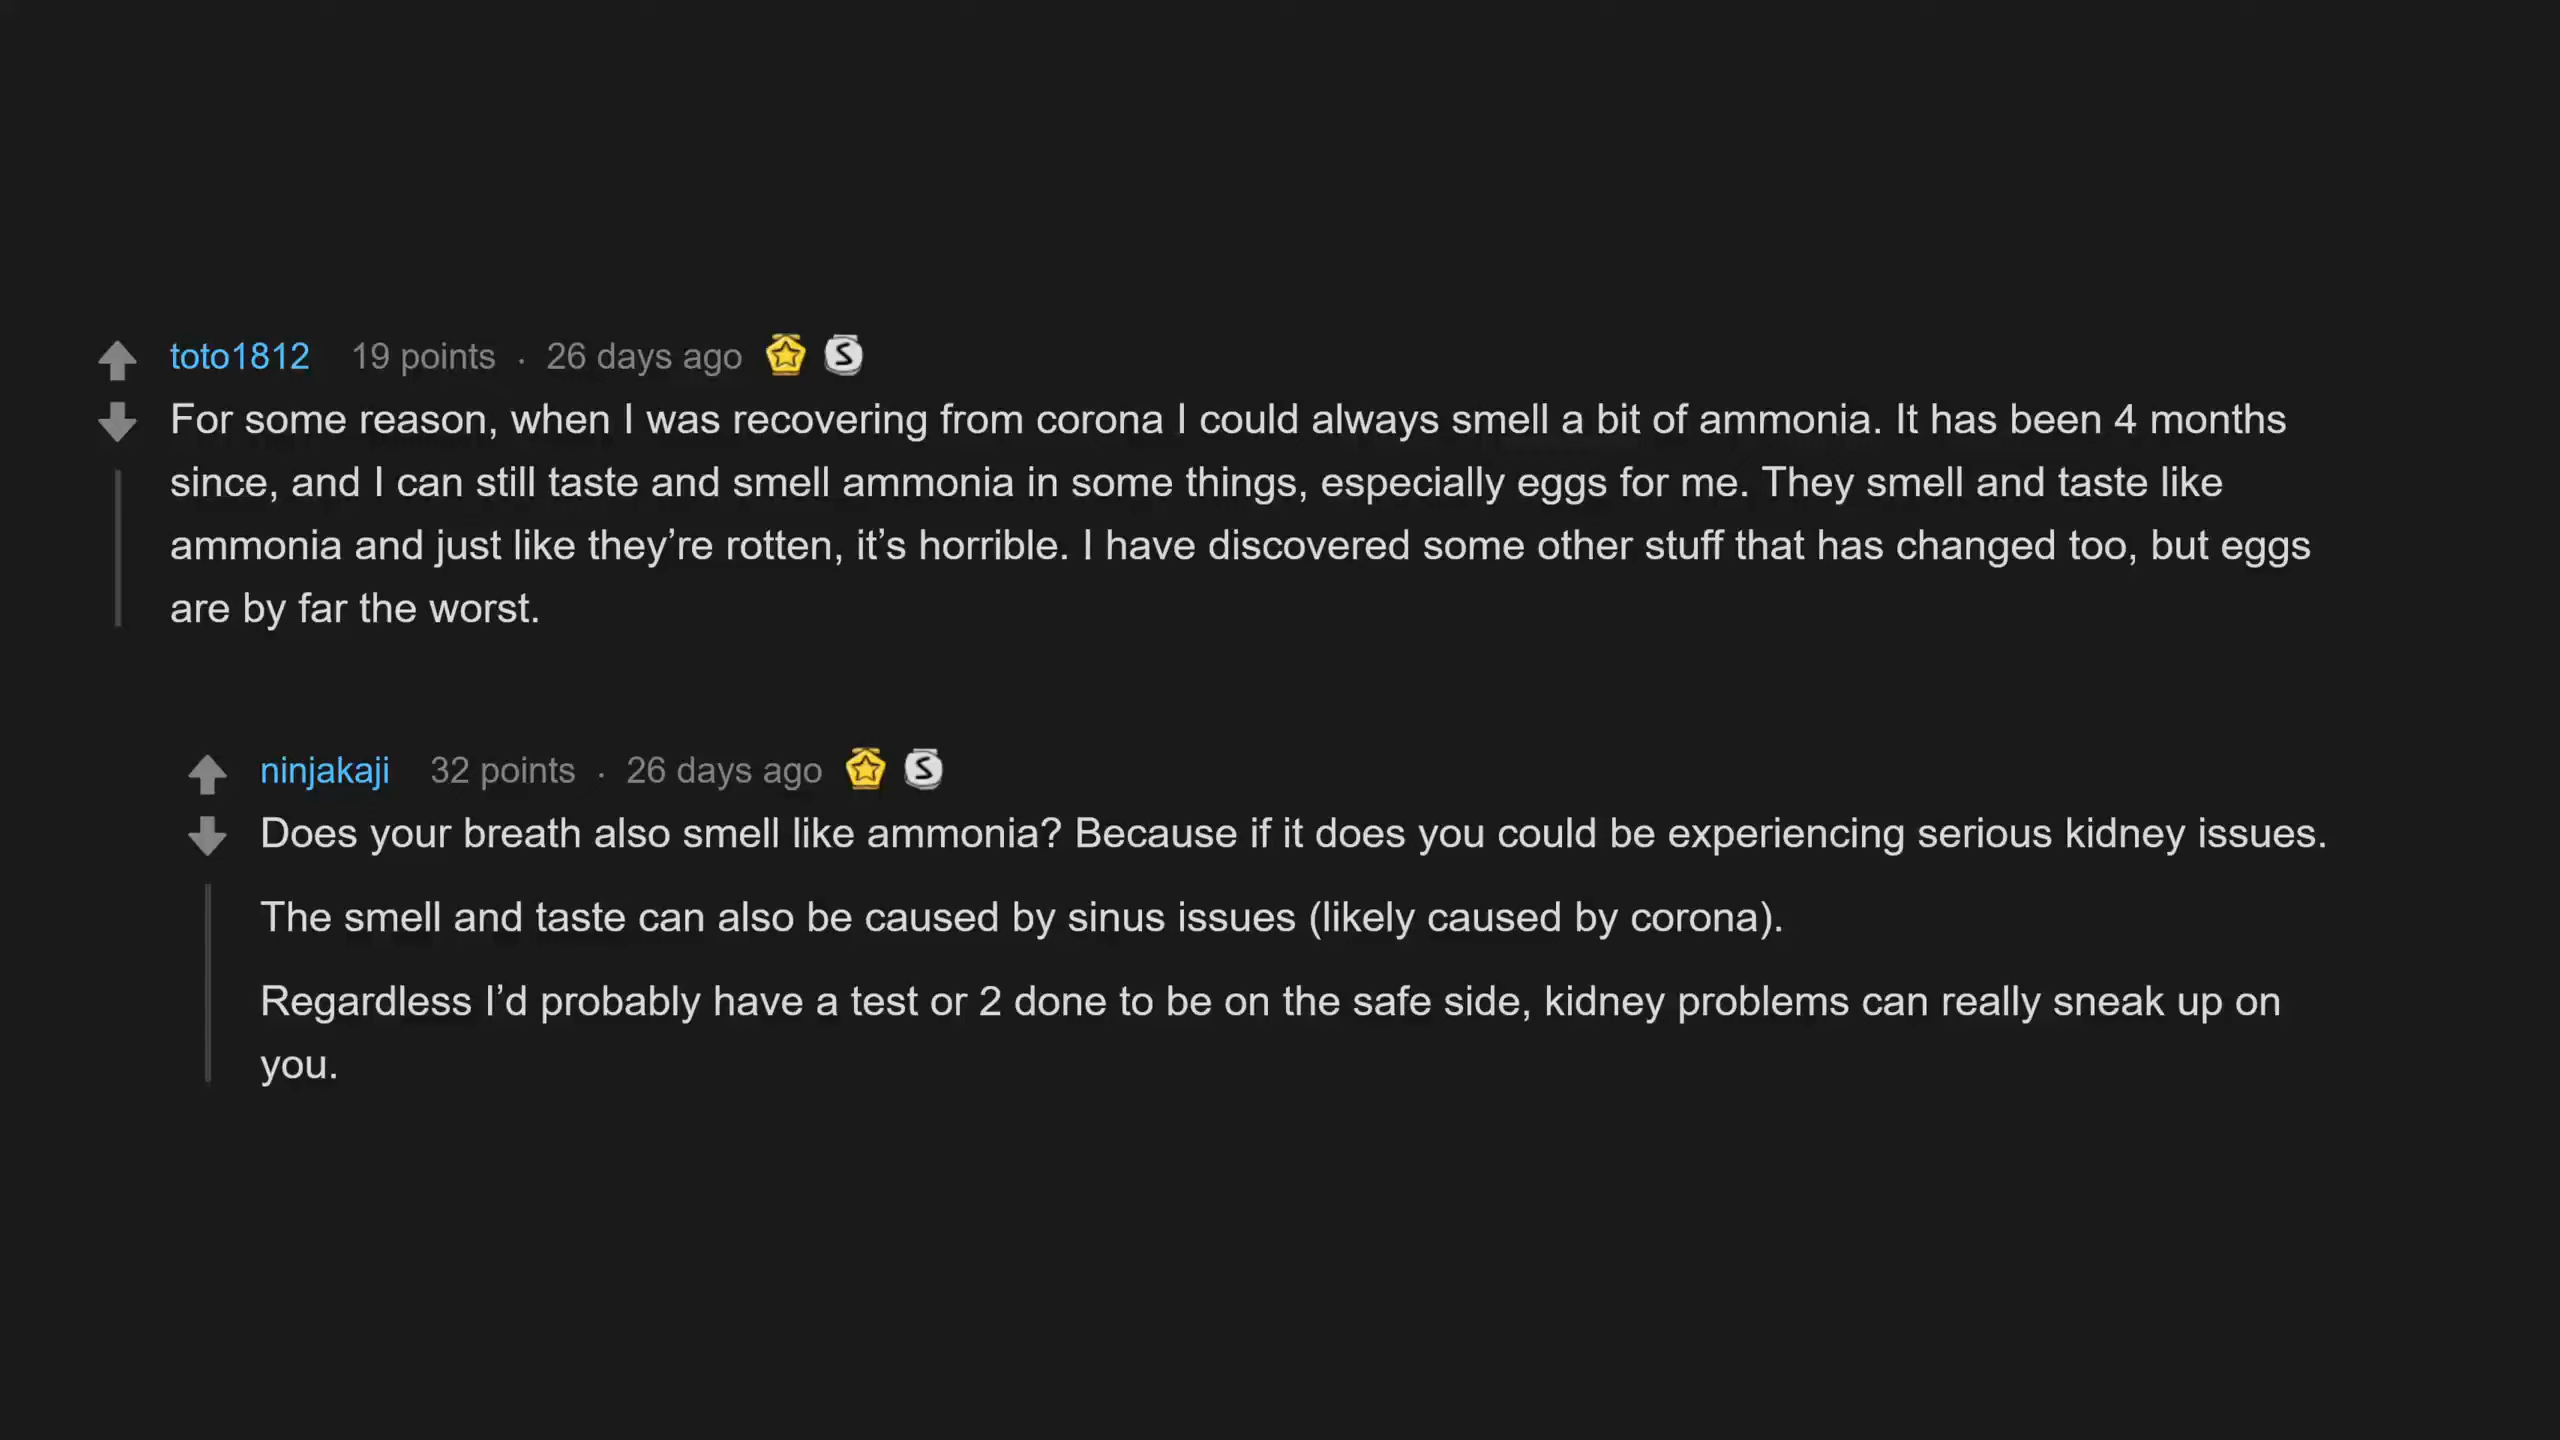 toto1812 19 points · 26 days ago S
For some reason, when I was recovering from corona I could always smell a bit of ammonia. It has been 4 months
since, and I can still taste and smell ammonia in some things, especially eggs for me. They smell and taste like
ammonia and just like they’re rotten, it’s horrible. I have discovered some other stuff that has changed too, but eggs
are by far the worst.
ninjakaji 32 points · 26 days ago S
Does your breath also smell like ammonia? Because if it does you could be experiencing serious kidney issues.
The smell and taste can also be caused by sinus issues (likely caused by corona).
Regardless I’d probably have a test or 2 done to be on the safe side, kidney problems can really sneak up on
you.